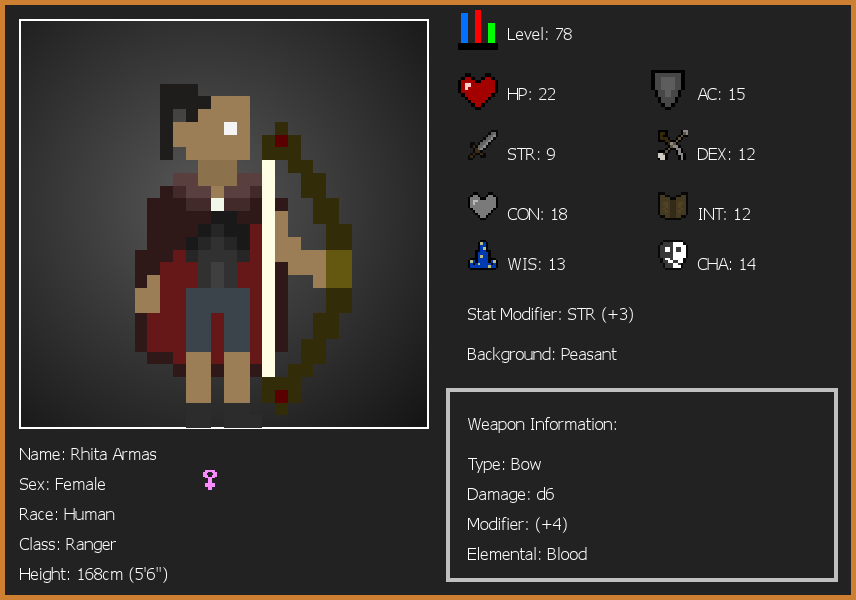 Level: 78
HP: 22
AC: 15
STR: 9
DEX: 12
CON: 18
INT: 12
WIS: 13
CHA: 14
Stat Modifier: STR (+3)
Background: Peasant
Weapon Information:
Type: Bow
Damage: d6
Modifier: (+4)
Elemental: Blood
Name: Rhita Armas
Sex: Female
Race: Human
Class: Ranger
Height: 168cm (5'6")